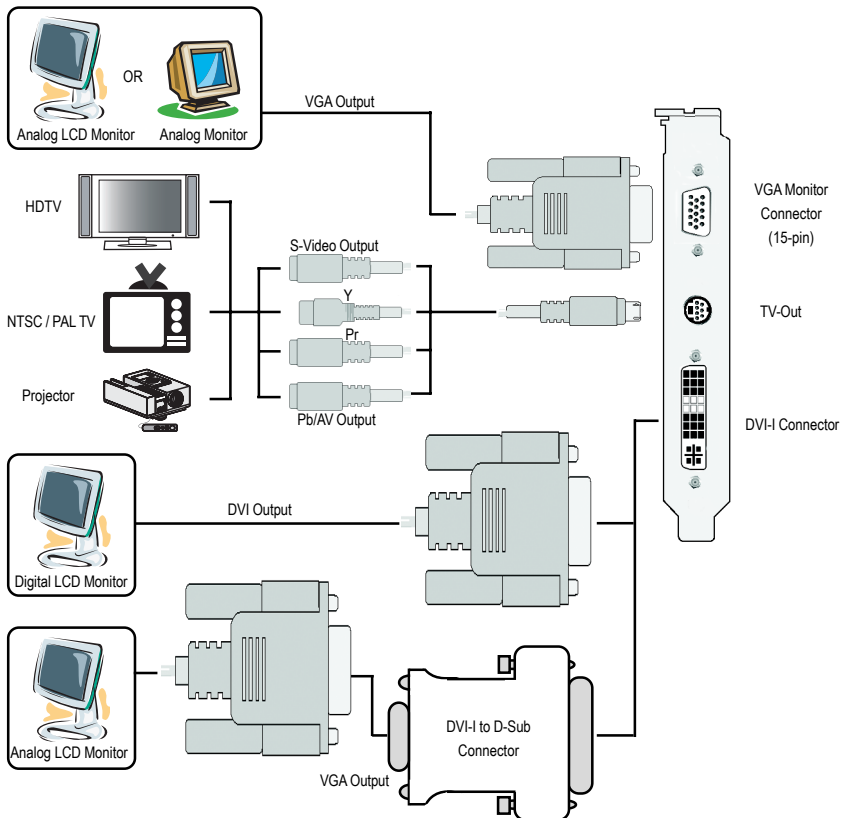 OR
Analog LCD Monitor
Analog Monitor
VGA Output
VGA Monitor
Connector
(15-pin)
HDTV
S-Video Output
Y
NTSC / PAL TV
TV-Out
Pr
Projector
Pb/AV Output
DVI-I Connector
DVI Output
Digital LCD Monitor
Analog LCD Monitor
DVI-I to D-Sub
Connector
VGA Output